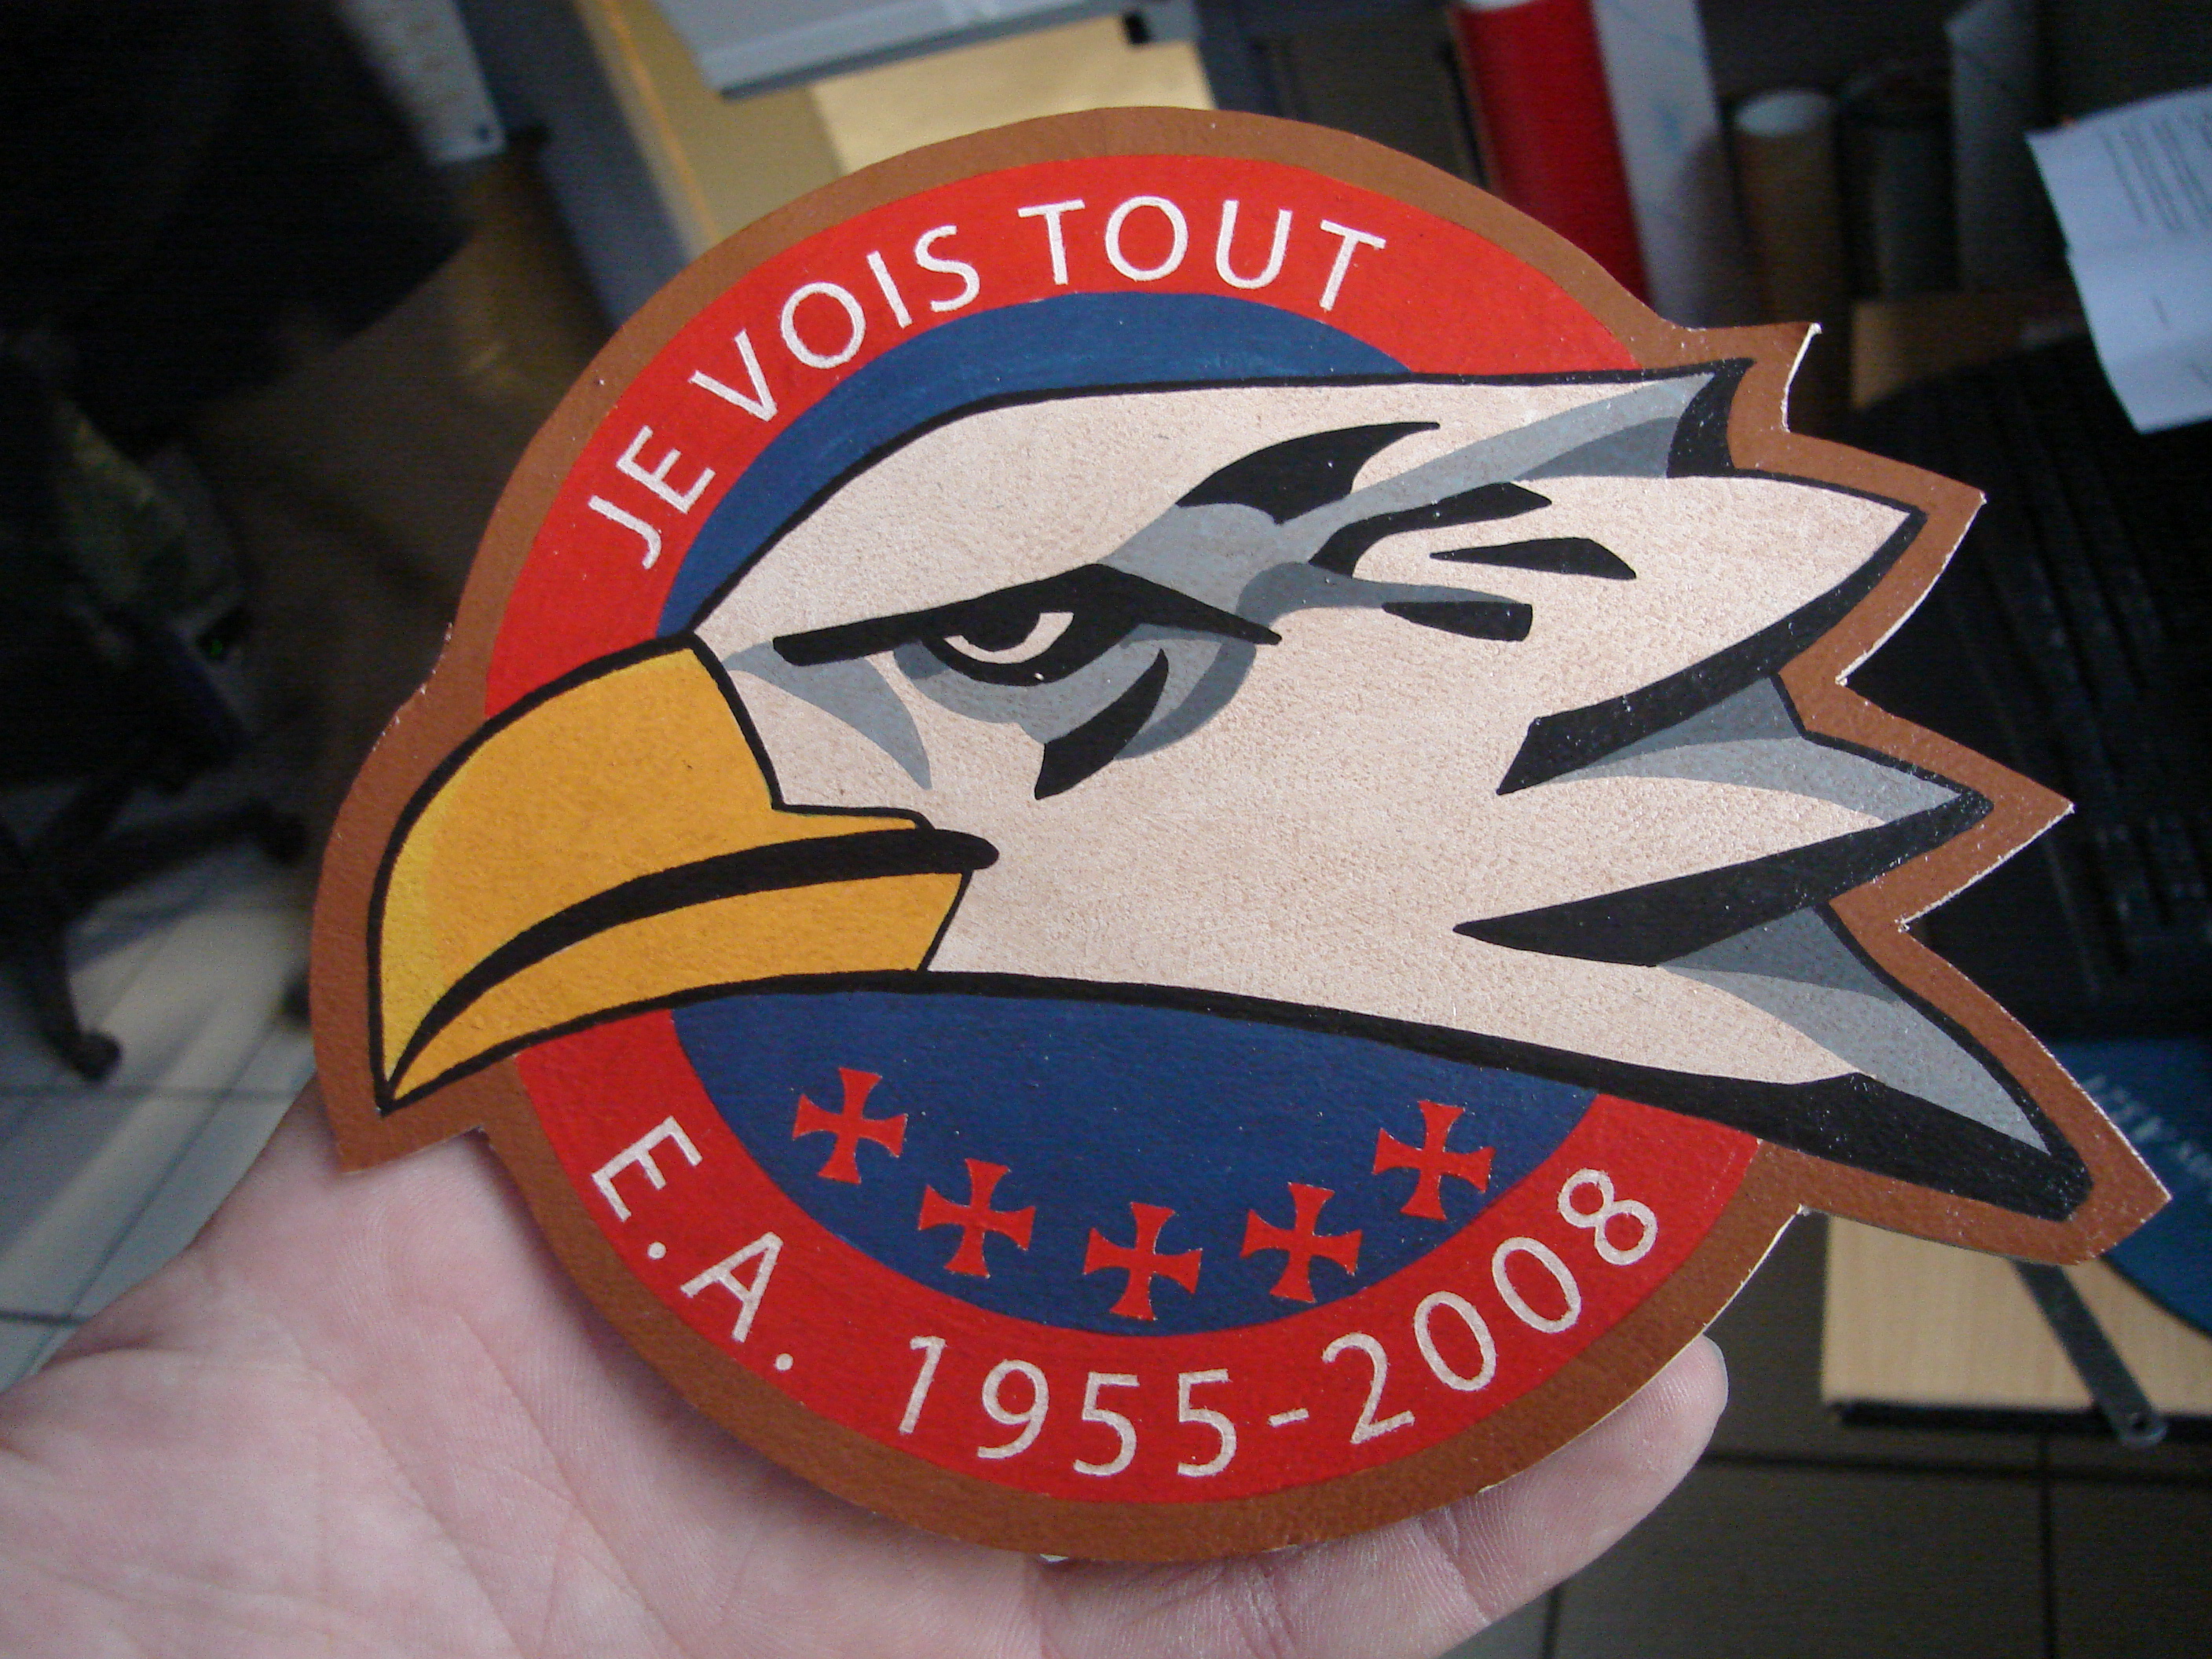 JE VOIS TOUT
E.A. 1955-2008